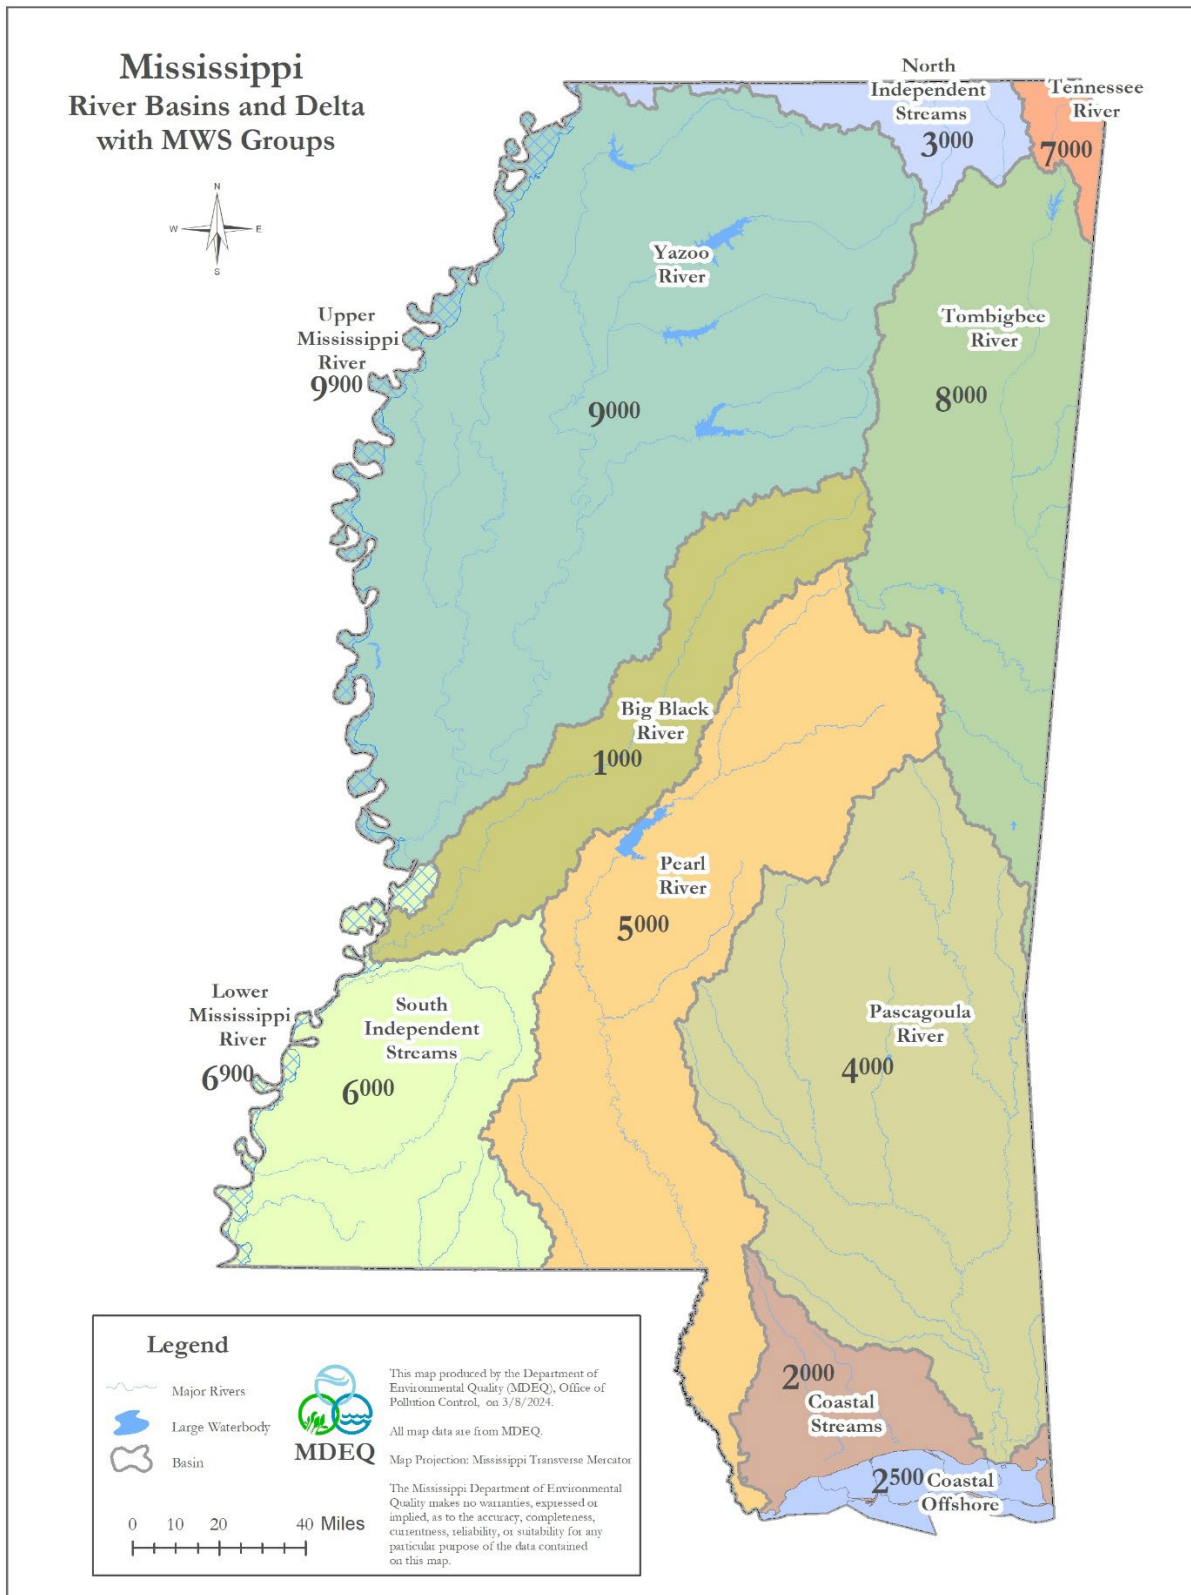 Mississippi
River Basins and Delta
with MWS Groups
N
W
E
S
North
Independent
Streams
3000
Tennessee
River
7000
Yazoo
River
9000
Upper
Mississippi
River
9900
Tombigbee
River
8000
Big Black
River
1000
Pearl
River
5000
Lower
Mississippi
River
6900
South
Independent
Streams
6000
Pascagoula
River
4000
2000
Coastal
Streams
2500
Coastal
Offshore
Legend
Major Rivers
Large Waterbody
Basin
0 10 20 40 Miles
MDEQ
This map produced by the Department of
Environmental Quality (MDEQ), Office of
Pollution Control, on 3/8/2024.
All map data are from MDEQ.
Map Projection: Mississippi Transverse Mercator
The Mississippi Department of Environmental
Quality makes no warranties, expressed or
implied, as to the accuracy, completeness,
currentness, reliability, or suitability for any
particular purpose of the data contained
on this map.